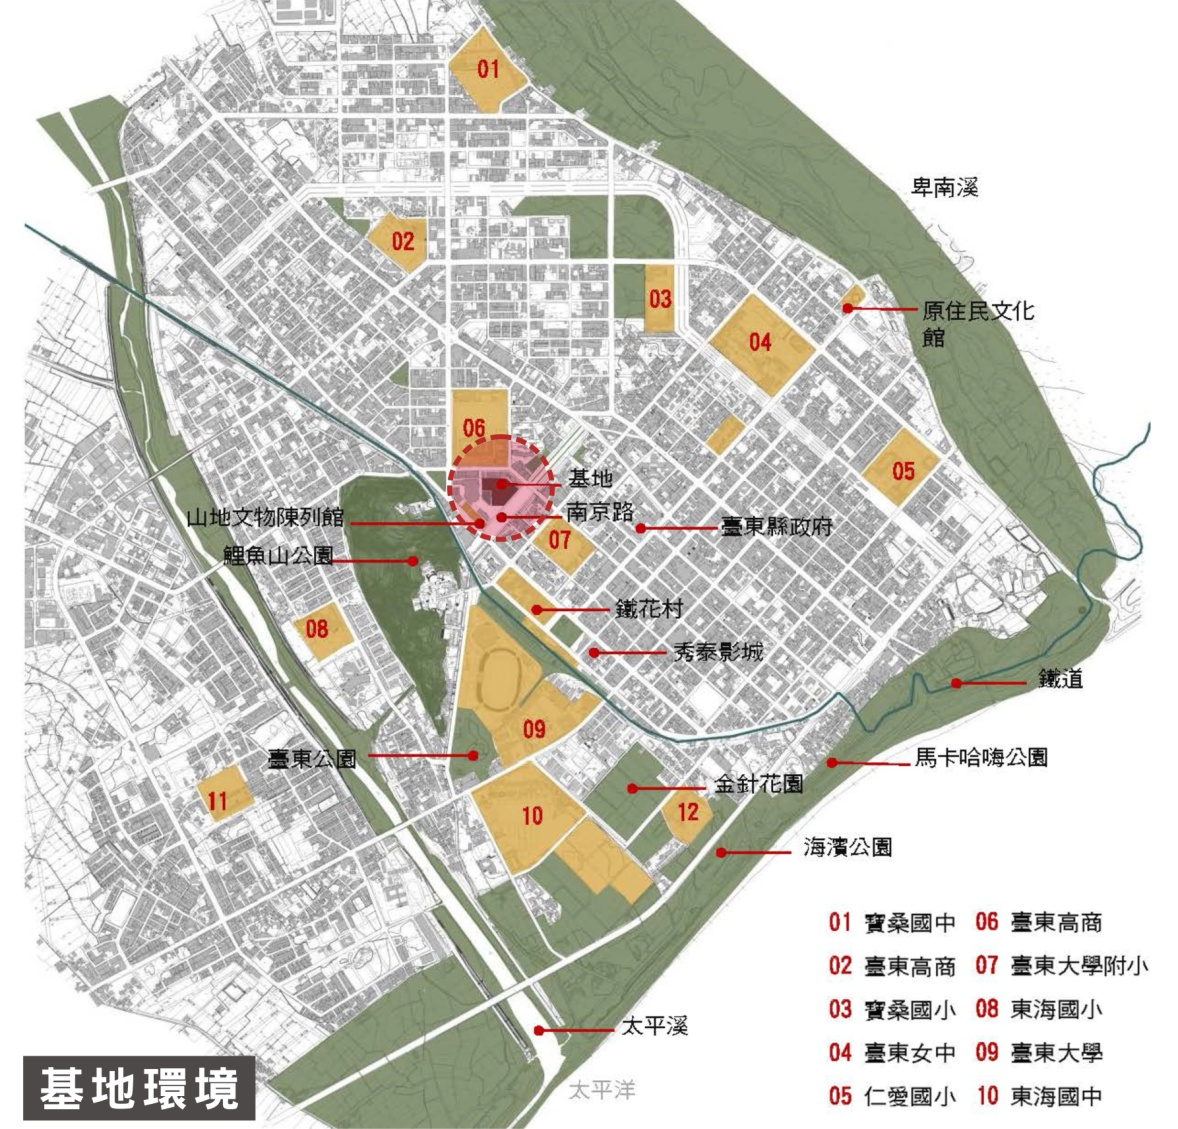 01
卑南溪
02
03
原住民文化
館
04
06
05
基地
山地文物陳列館
南京路
臺東縣政府
07
鯉魚山公園
鐵花村
08
秀泰影城
鐵道
09
臺東公園
馬卡哈嗨公園
金針花園
11
10
12
海濱公園
01 寶桑國中 06 臺東高商
02 臺東高商 07 臺東大學附小
03 寶桑國小 08 東海國小
04 臺東女中 09 臺東大學
05 仁愛國小 10 東海國中
太平溪
太平洋
基地環境